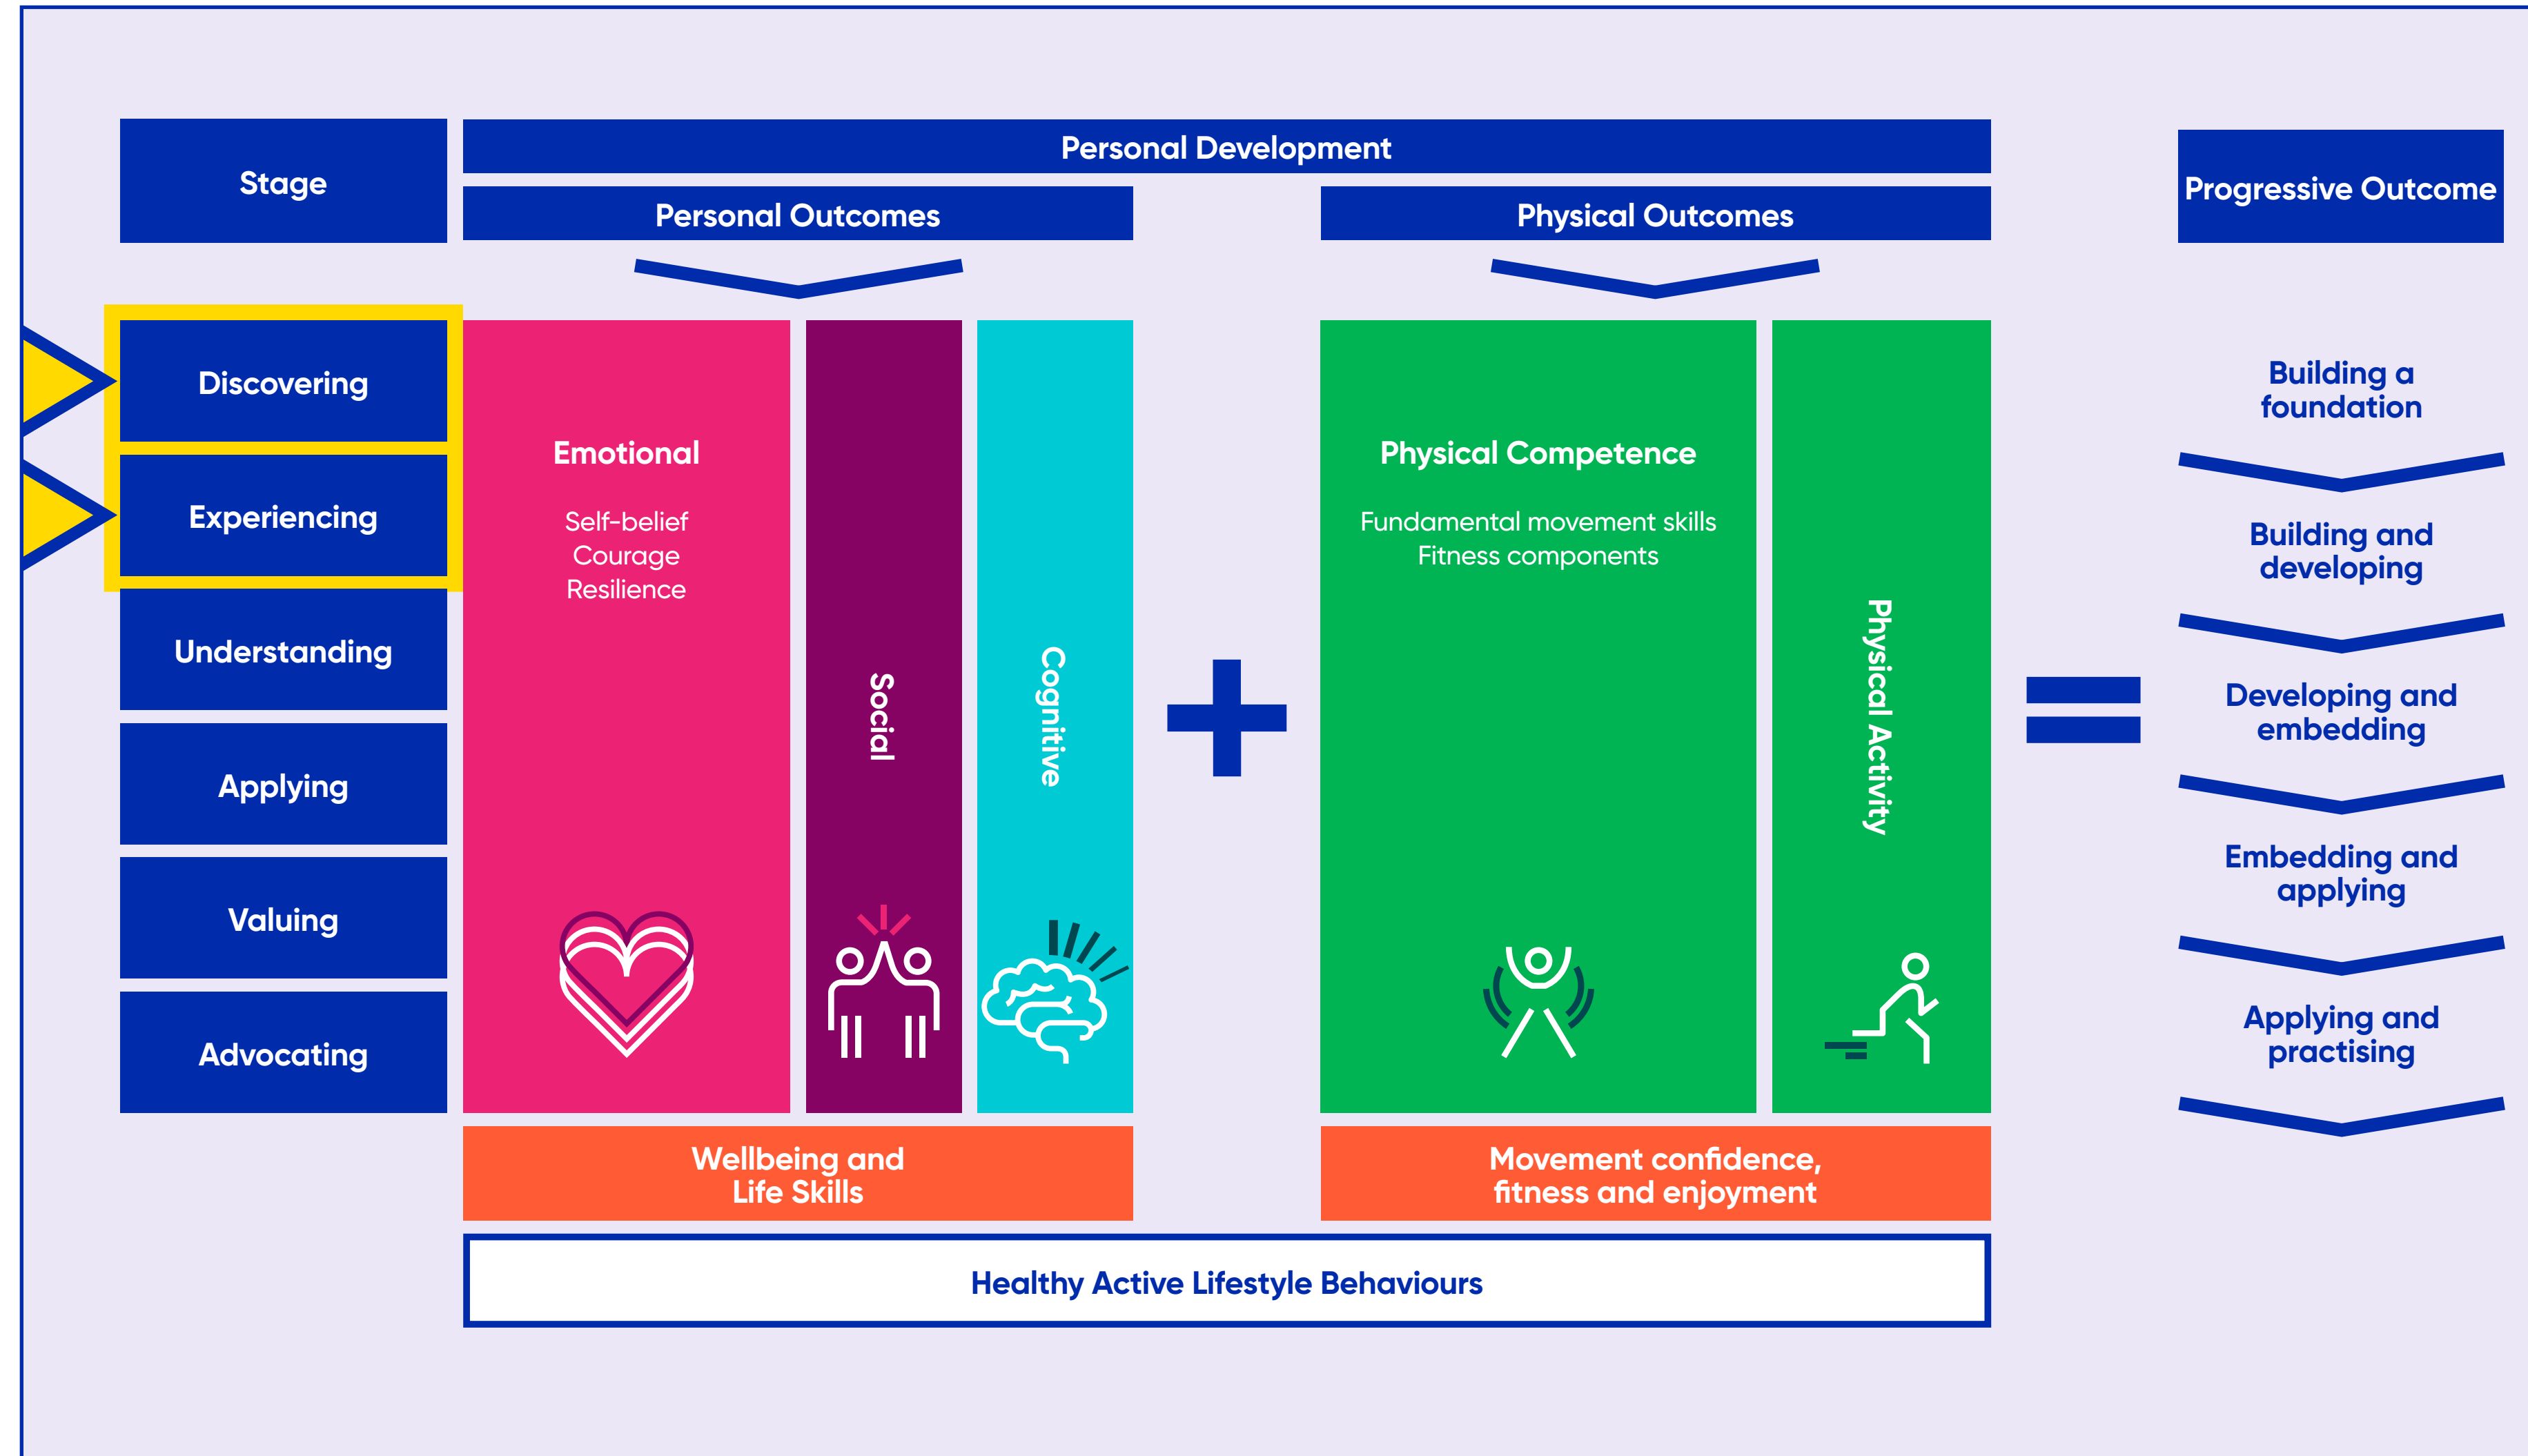 Stage
Personal Development
Personal Outcomes
Physical Outcomes
Progressive Outcome
Discovering
Experiencing
Understanding
Applying
Valuing
Advocating
Emotional
Self-belief
Courage
Resilience
Social
Cognitive
Physical Competence
Fundamental movement skills
Fitness components
Physical Activity
Building a
foundation
Building and
developing
Developing and
embedding
Embedding and
applying
Applying and
practising
Wellbeing and
Life Skills
Movement confidence,
fitness and enjoyment
Healthy Active Lifestyle Behaviours